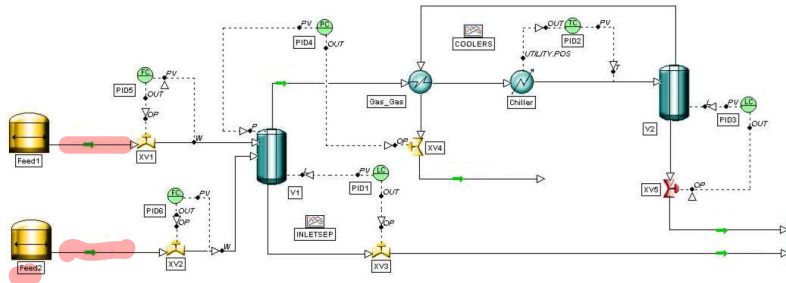 PV
PC
PID4
OUT
COOLERS
OUT
TC
PV
PID2
UTILITY.POS
T
FC
PV
PID5
OUT
OP
Gas_Gas
Chiller
L
PV
LC
V2
PID3
OUT
P
Feed1
XV1
W
OP
XV4
V1
L
PV
LC
PID1
OUT
OP
XV5
FC
PV
PID6
OUT
OP
W
INLETSEP
OP
Feed2
XV2
XV3